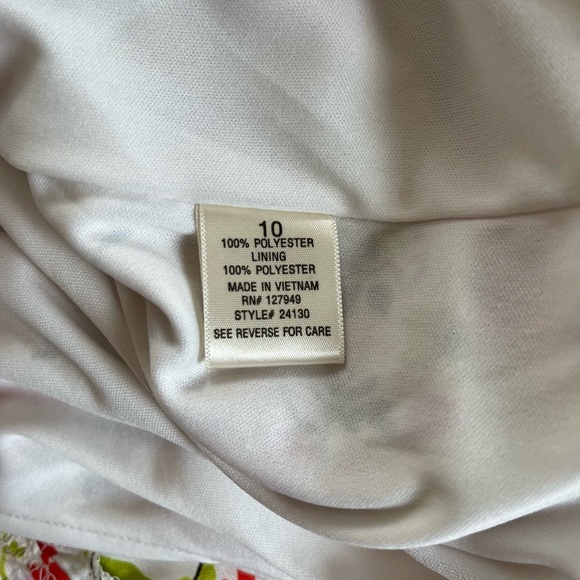 10
100% POLYESTER
LINING
100% POLYESTER
MADE IN VIETNAM
RN# 127949
STYLE# 24130
SEE REVERSE FOR CARE